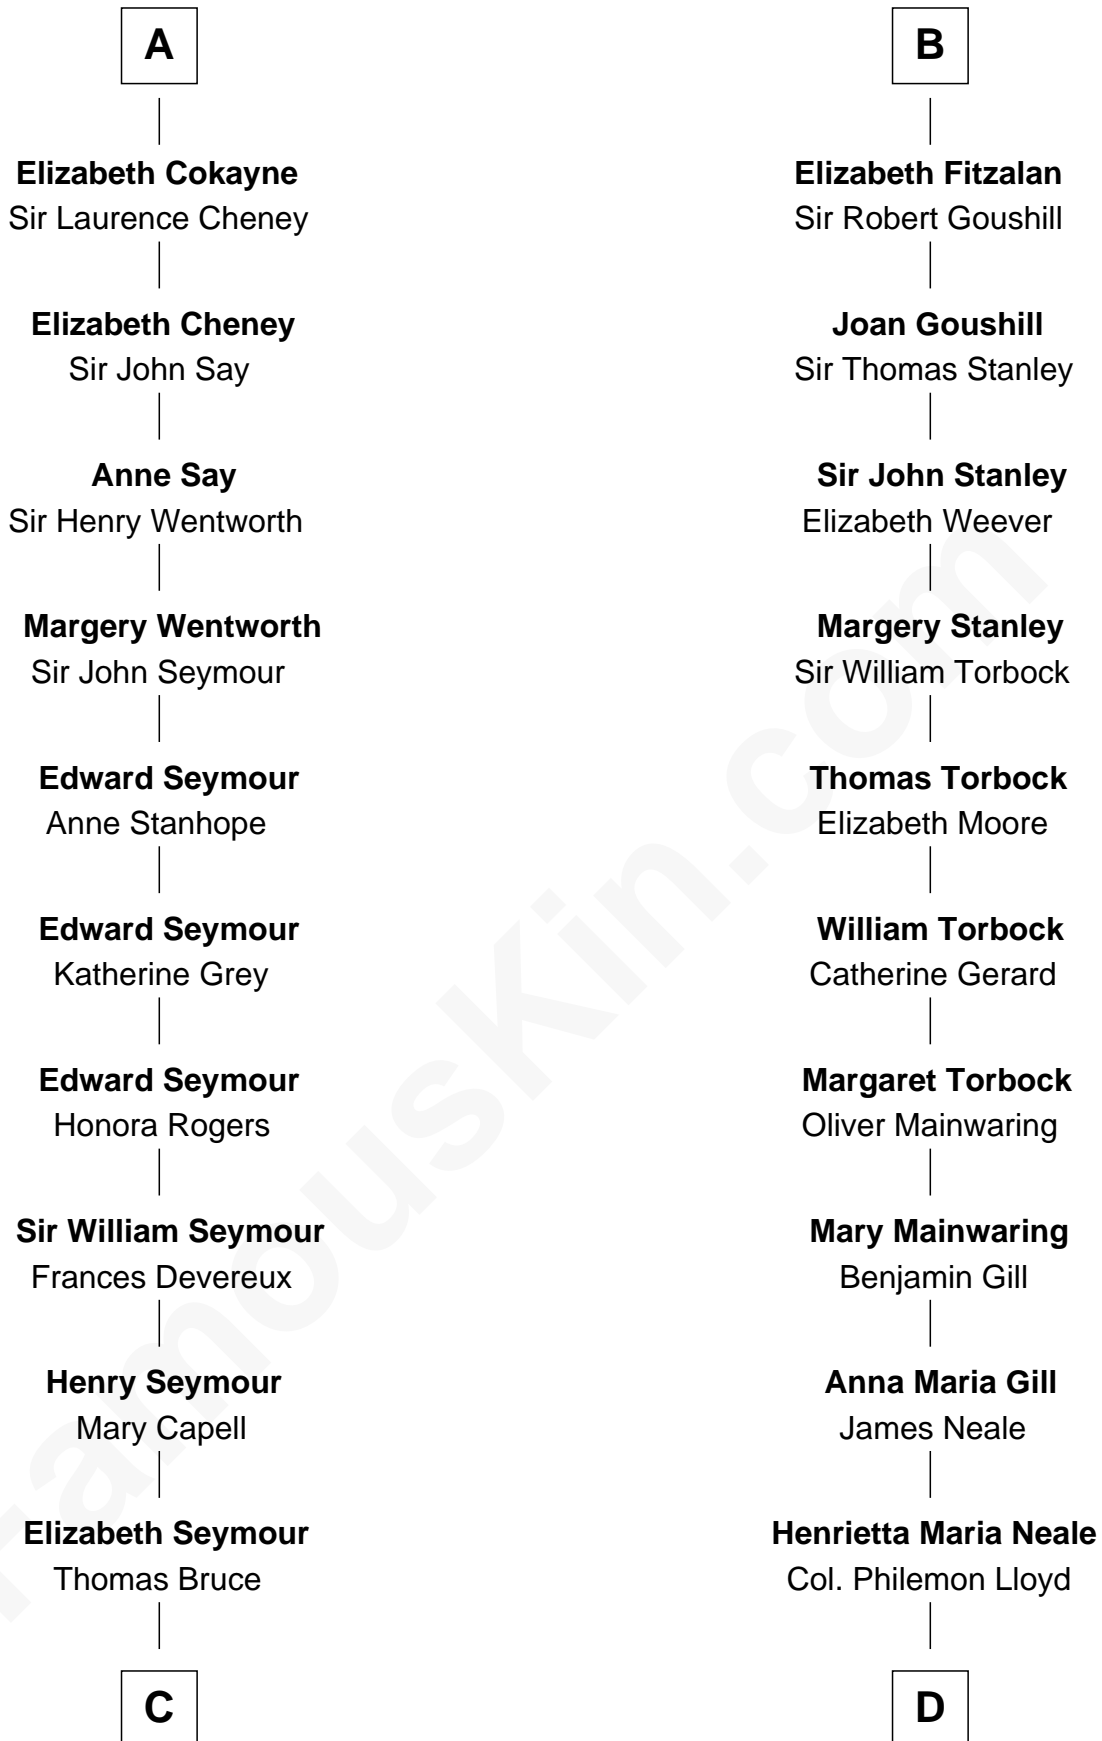 A
Elizabeth Cokayne
Sir Laurence Cheney
Elizabeth Cheney
Sir John Say
Anne Say
Sir Henry Wentworth
Margery Wentworth
Sir John Seymour
Edward Seymour
Anne Stanhope
Edward Seymour
Katherine Grey
Edward Seymour
Honora Rogers
Sir William Seymour
Frances Devereux
Henry Seymour
Mary Capell
Elizabeth Seymour
Thomas Bruce
C
B
Elizabeth Fitzalan
Sir Robert Goushill
Joan Goushill
Sir Thomas Stanley
Sir John Stanley
Elizabeth Weever
Margery Stanley
Sir William Torbock
Thomas Torbock
Elizabeth Moore
William Torbock
Catherine Gerard
Margaret Torbock
Oliver Mainwaring
Mary Mainwaring
Benjamin Gill
Anna Maria Gill
James Neale
Henrietta Maria Neale
Col. Philemon Lloyd
D
FamousKin.com